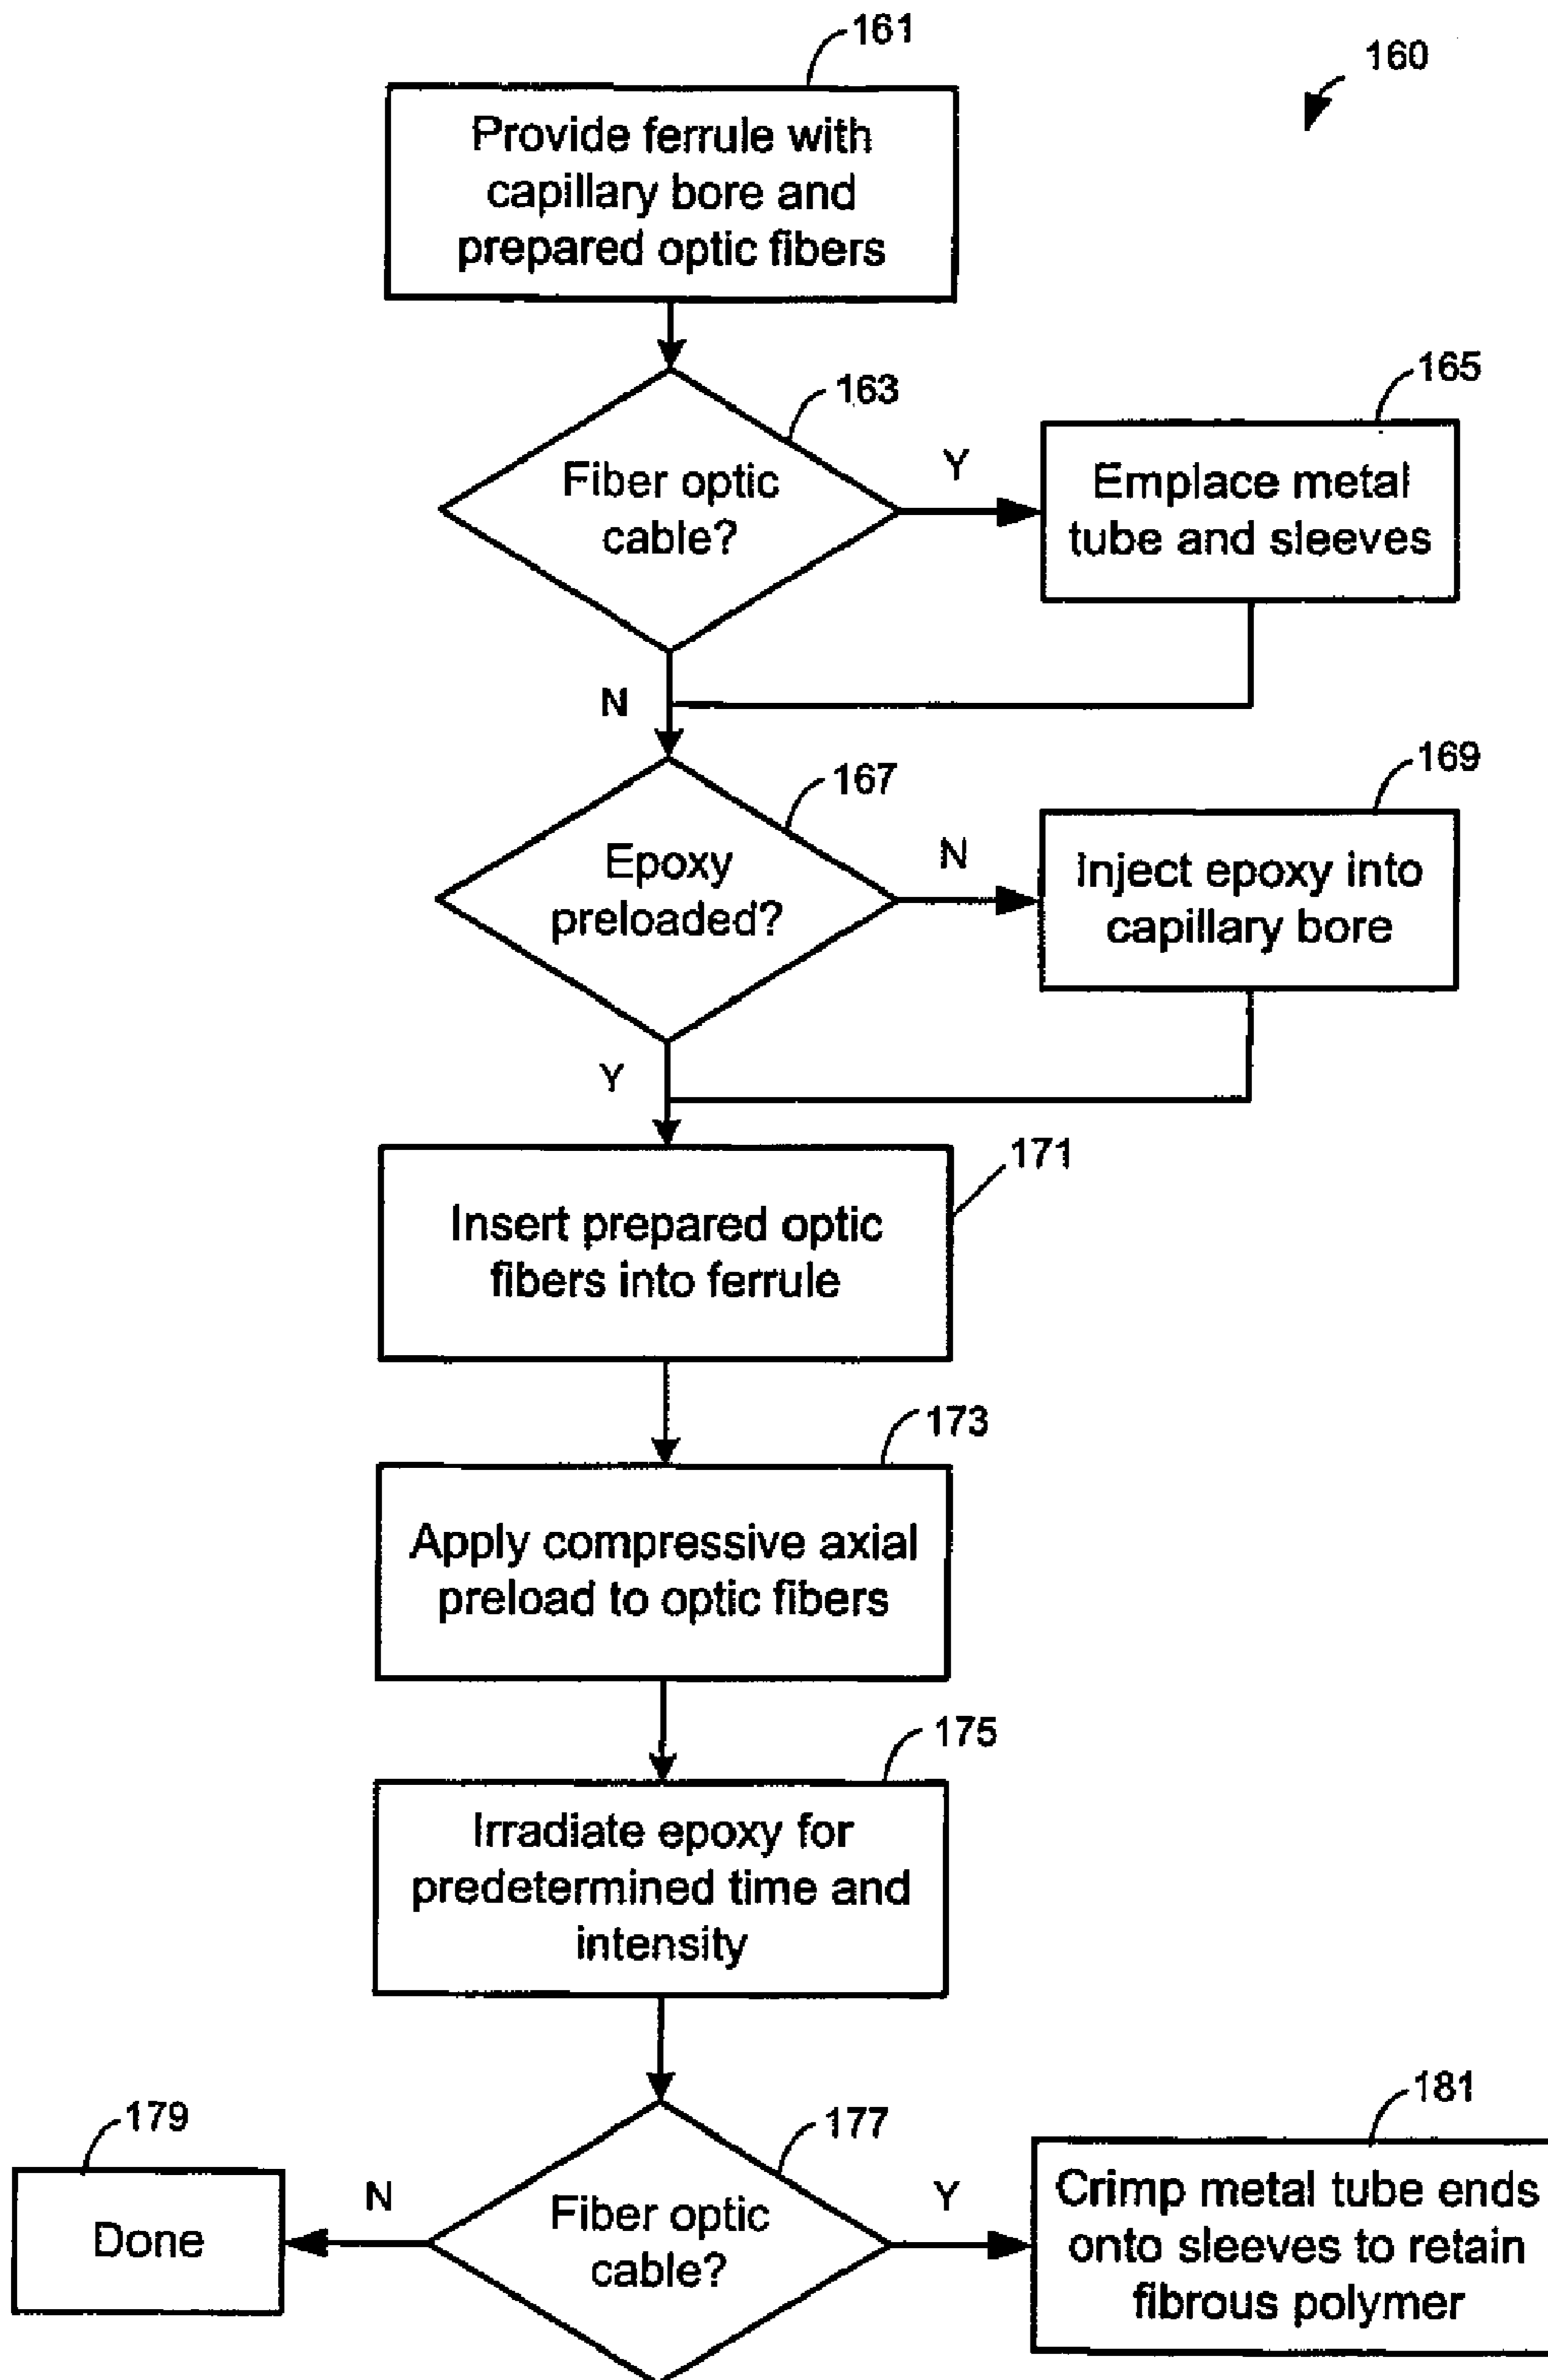 161
160
Provide ferrule with
capillary bore and
prepared optic fibers
163
165
Fiber optic
cable?
Y
Emplace metal
tube and sleeves
N
167
169
Epoxy
preloaded?
N
Inject epoxy into
capillary bore
Y
171
Insert prepared optic
fibers into ferrule
173
Apply compressive axial
preload to optic fibers
175
Irradiate epoxy for
predetermined time and
intensity
179
177
181
Done
N
Fiber optic
cable?
Y
Crimp metal tube ends
onto sleeves to retain
fibrous polymer